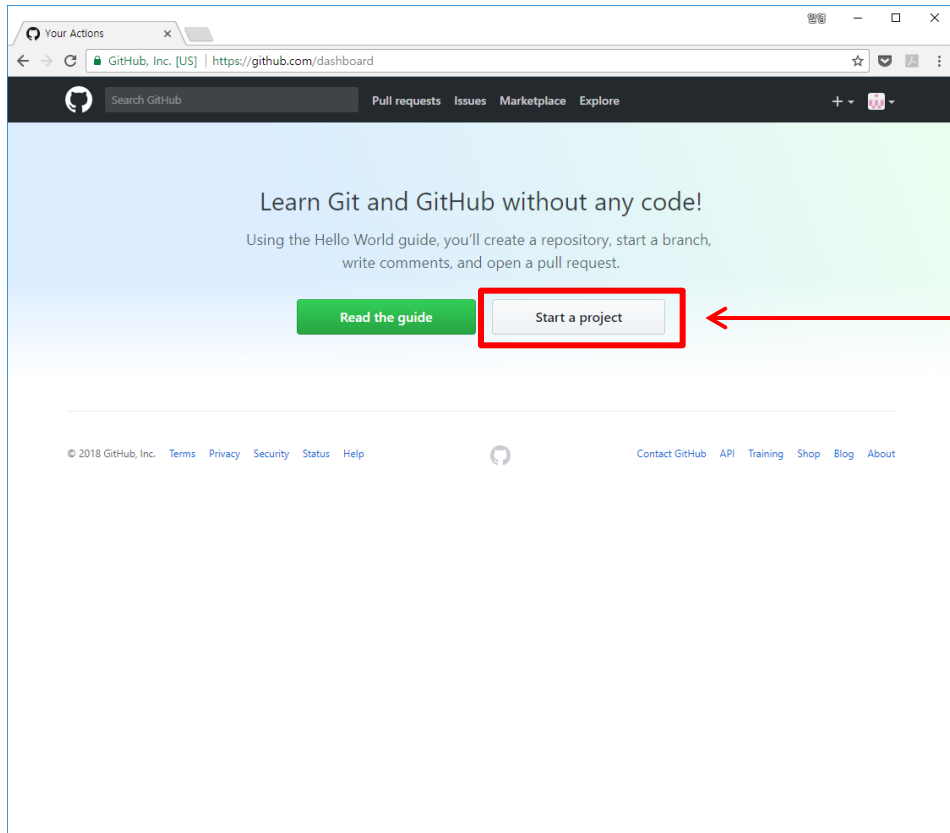 Your Actions
GitHub, Inc. [US] | https://github.com/dashboard
Search GitHub
Pull requests Issues Marketplace Explore
Learn Git and GitHub without any code!
Using the Hello World guide, you’ll create a repository, start a branch,
write comments, and open a pull request.
Read the guide
Start a project
© 2018 GitHub, Inc. Terms Privacy Security Status Help
Contact GitHub API Training Shop Blog About